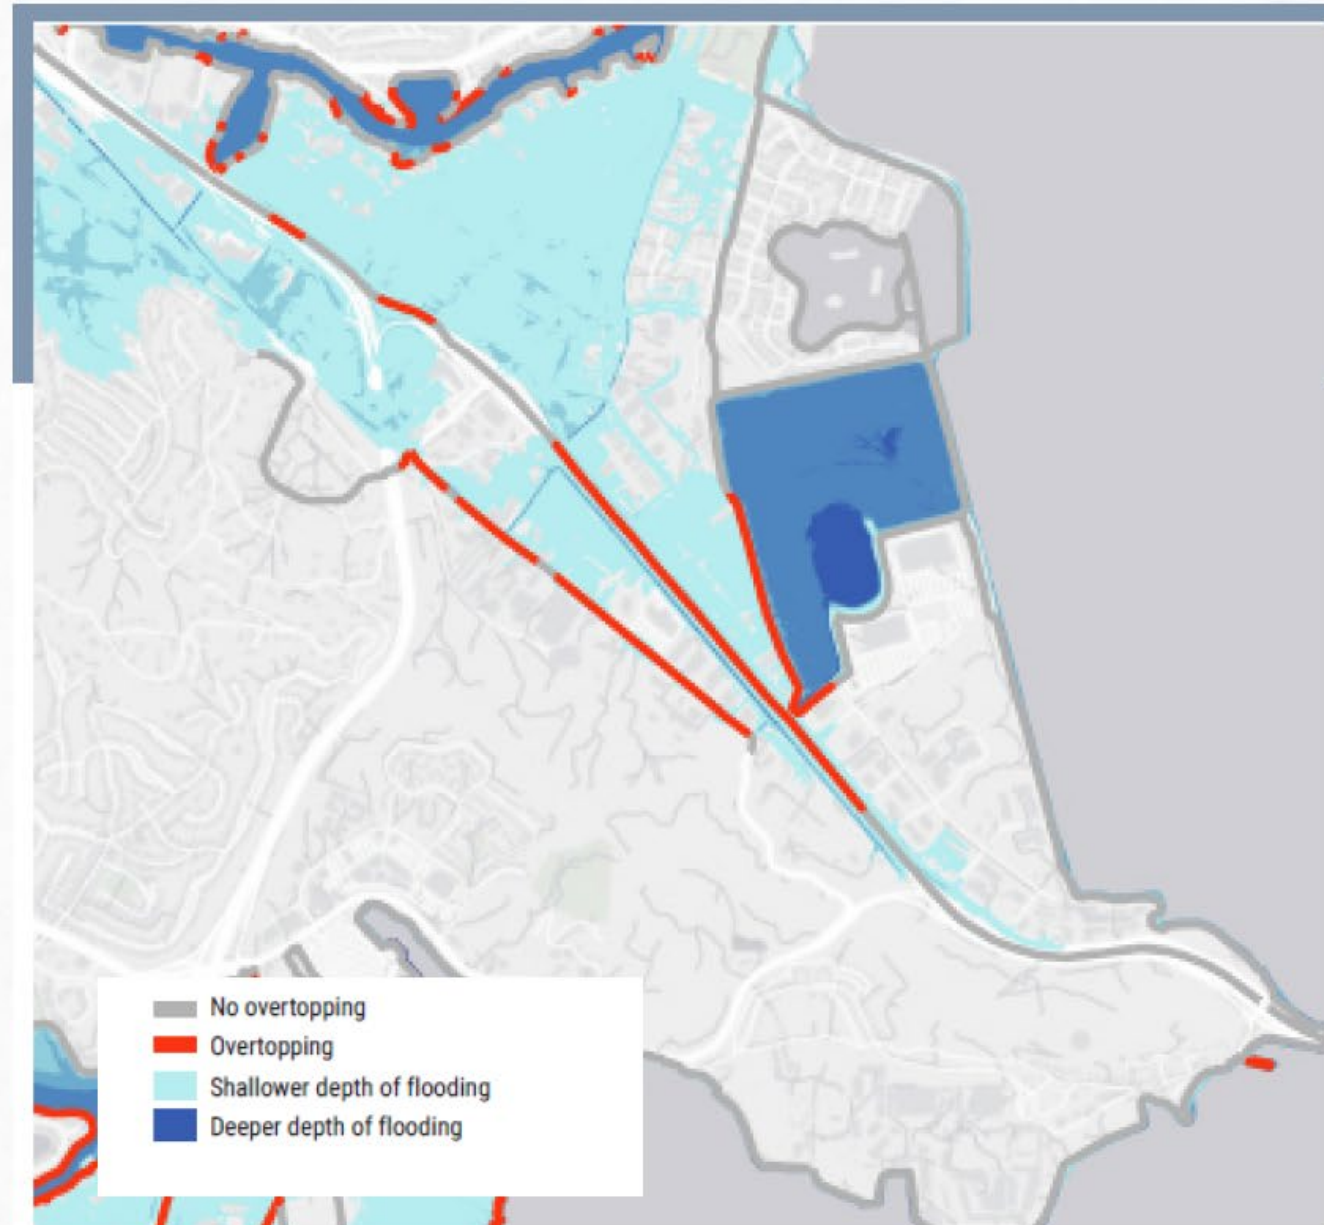 No overtopping
Overtopping
Shallower depth of flooding
Deeper depth of flooding